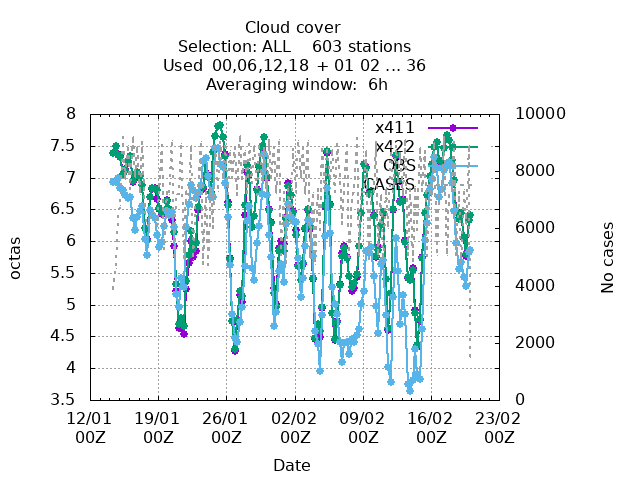 Cloud cover
Selection: ALL 603 stations
Used 00,06,12,18 + 01 02 ... 36
Averaging window: 6h
8
7.5
7
6.5
6
5.5
5
4.5
4
3.5
octas
10000
8000
6000
4000
2000
0
No cases
x411
x422
OBS
CASES
12/01 19/01 26/01 02/02 09/02 16/02 23/02
00Z 00Z 00Z 00Z 00Z 00Z 00Z
Date